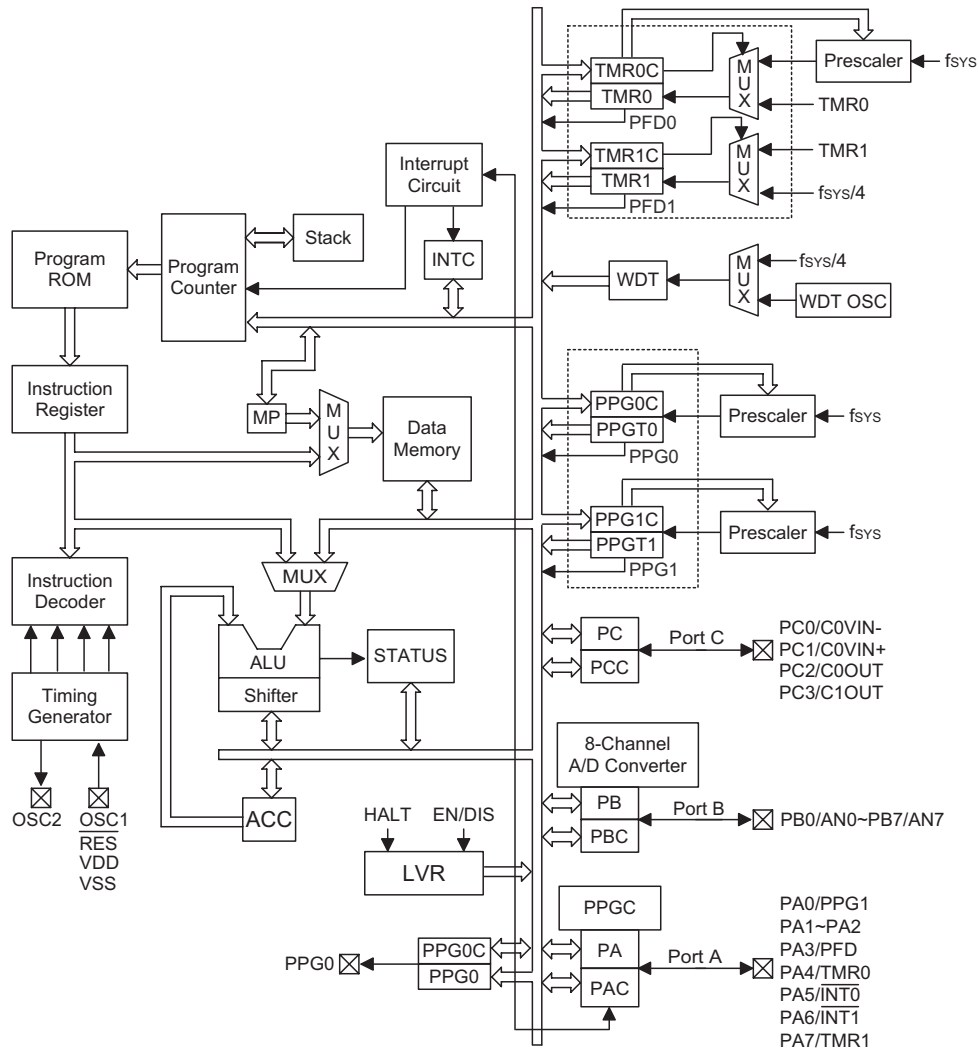 TMR0C
TMR0
PFD0
MUX
Prescaler
fSYS
TMR0
TMR1C
TMR1
PFD1
MUX
TMR1
fSYS/4
Interrupt
Circuit
Stack
INTC
Program
ROM
Program
Counter
WDT
MUX
fSYS/4
WDT OSC
Instruction
Register
MP
MUX
Data
Memory
PPG0C
PPGT0
PPG0
Prescaler
fSYS
PPG1C
PPGT1
PPG1
Prescaler
fSYS
Instruction
Decoder
MUX
ALU
Shifter
STATUS
Timing
Generator
OSC2
OSC1
RES
VDD
VSS
ACC
PC
PCC
Port C
PC0/C0VIN-
PC1/C0VIN+
PC2/C0OUT
PC3/C1OUT
8-Channel
A/D Converter
PB
PBC
Port B
PB0/AN0~PB7/AN7
HALT
EN/DIS
LVR
PPG0
PPG0C
PPG0
PPGC
PA
PAC
Port A
PA0/PPG1
PA1~PA2
PA3/PFD
PA4/TMR0
PA5/INT0
PA6/INT1
PA7/TMR1